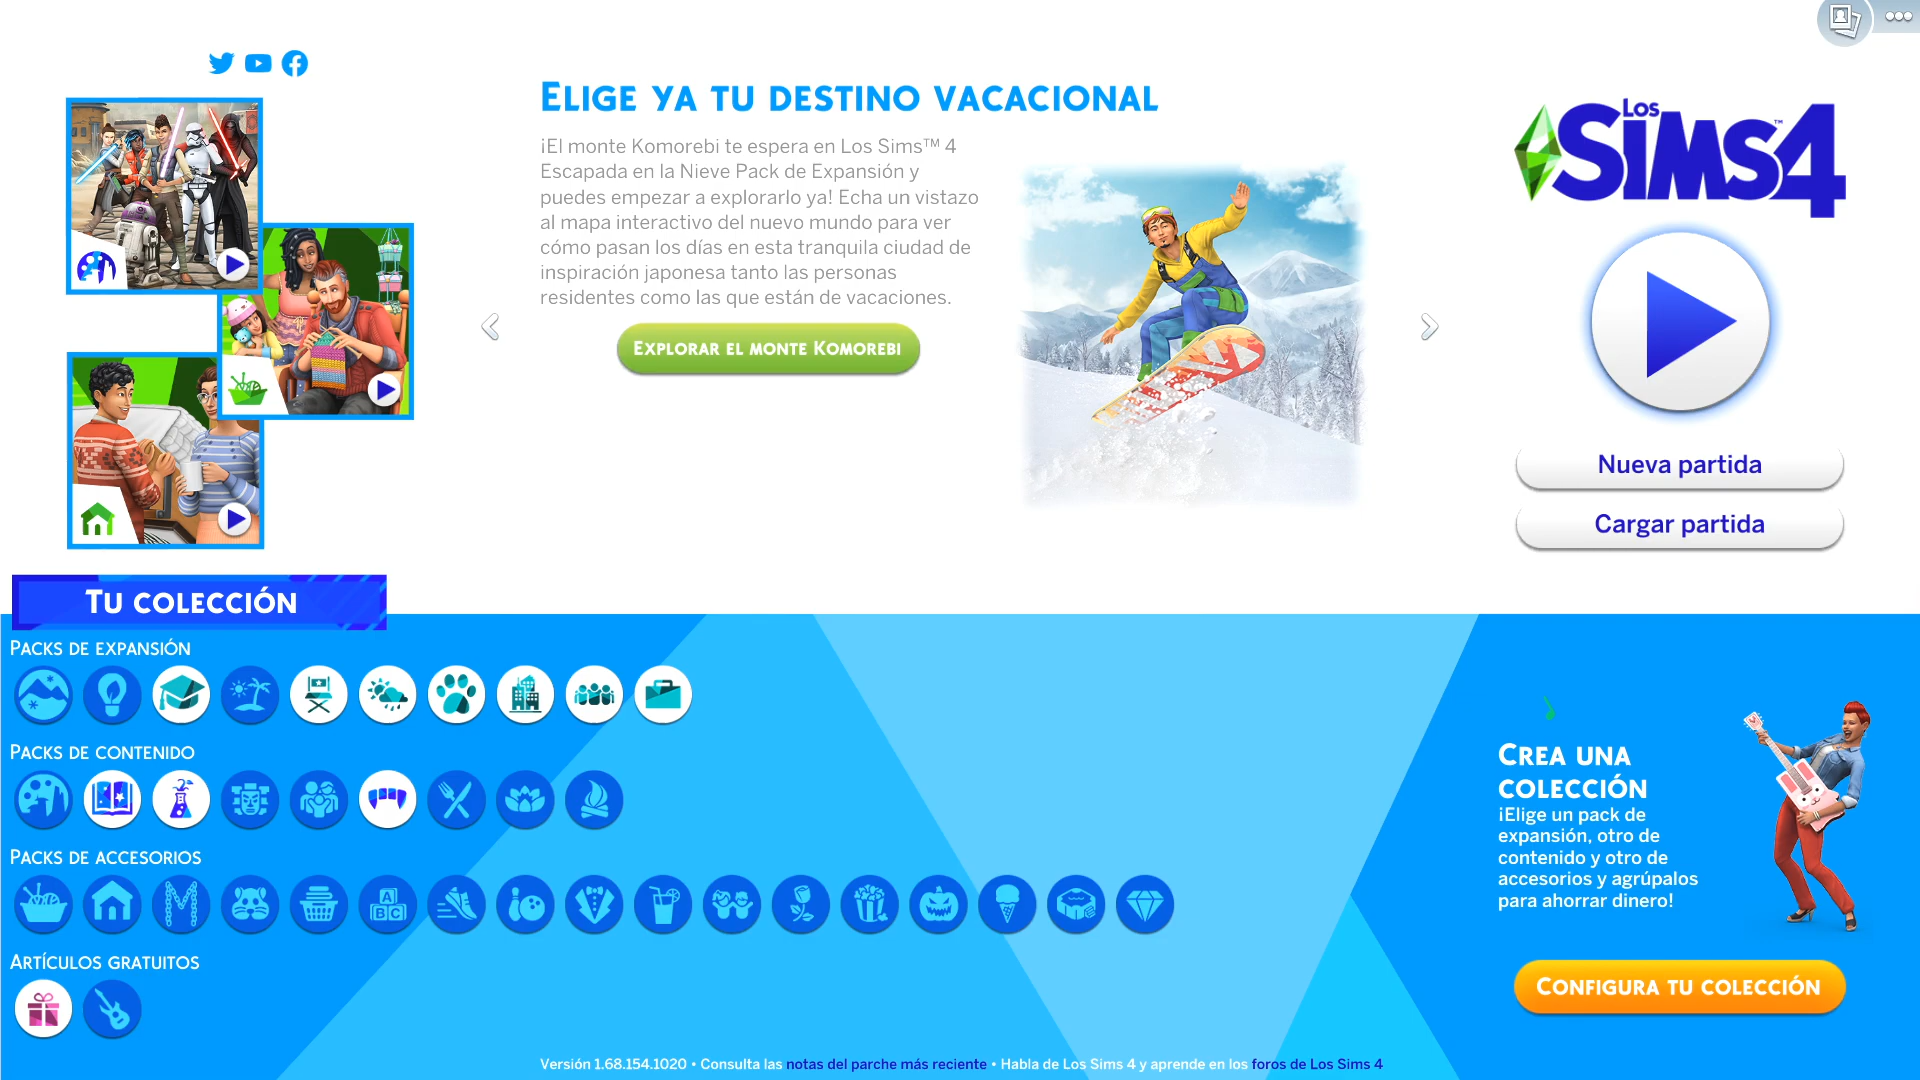 ELIGE YA TU DESTINO VACACIONAL
¡El monte Komorebi te espera en Los Sims™ 4
Escapada en la Nieve Pack de Expansión y
puedes empezar a explorarlo ya! Echa un vistazo
al mapa interactivo del nuevo mundo para ver
cómo pasan los días en esta tranquila ciudad de
inspiración japonesa tanto las personas
residentes como las que están de vacaciones.
EXPLORAR EL MONTE KOMOREBI
LOS SIMS™ 4
Nueva partida
Cargar partida
TU COLECCIÓN
PACKS DE EXPANSIÓN
PACKS DE CONTENIDO
PACKS DE ACCESORIOS
ABC
ARTÍCULOS GRATUITOS
CREA UNA
COLECCIÓN
¡Elige un pack de
expansión, otro de
contenido y otro de
accesorios y agrúpalos
para ahorrar dinero!
CONFIGURA TU COLECCIÓN
Versión 1.68.154.1020 • Consulta las notas del parche más reciente • Habla de Los Sims 4 y aprende en los foros de Los Sims 4